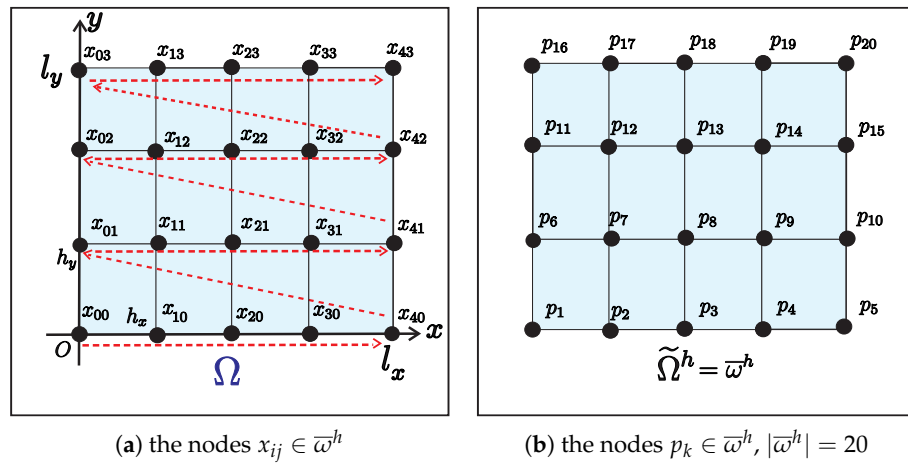 y
x₀₃ x₁₃ x₂₃ x₃₃ x₄₃
l_y
x₀₂ x₁₂ x₂₂ x₃₂ x₄₂
x₀₁ x₁₁ x₂₁ x₃₁ x₄₁
h_y
x₀₀ h_x x₁₀ x₂₀ x₃₀ x₄₀ x
O Ω l_x
p₁₆ p₁₇ p₁₈ p₁₉ p₂₀
p₁₁ p₁₂ p₁₃ p₁₄ p₁₅
p₆ p₇ p₈ p₉ p₁₀
p₁ p₂ p₃ p₄ p₅
Ω̃ʰ = ω̅ʰ
(a) the nodes xᵢⱼ ∈ ω̅ʰ
(b) the nodes pₖ ∈ ω̅ʰ, |ω̅ʰ| = 20